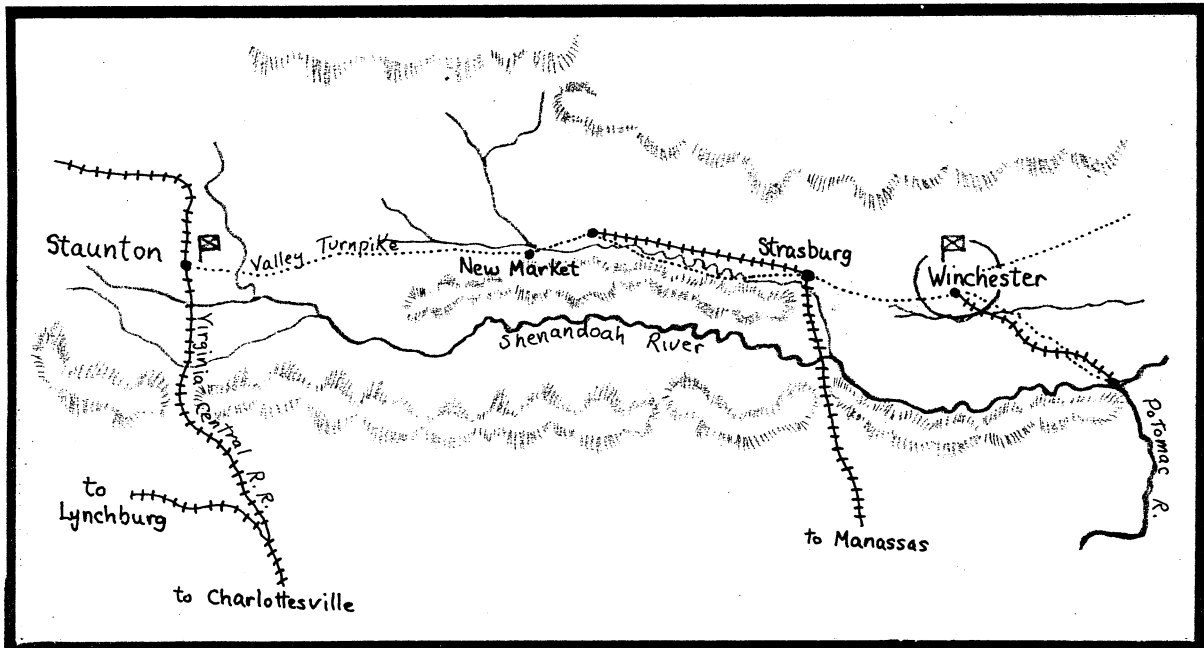 Staunton
Valley Turnpike
New Market
Strasburg
Winchester
Shenandoah River
Virginia Central R.R.
Potomac R.
to
Lynchburg
to Manassas
to Charlottesville